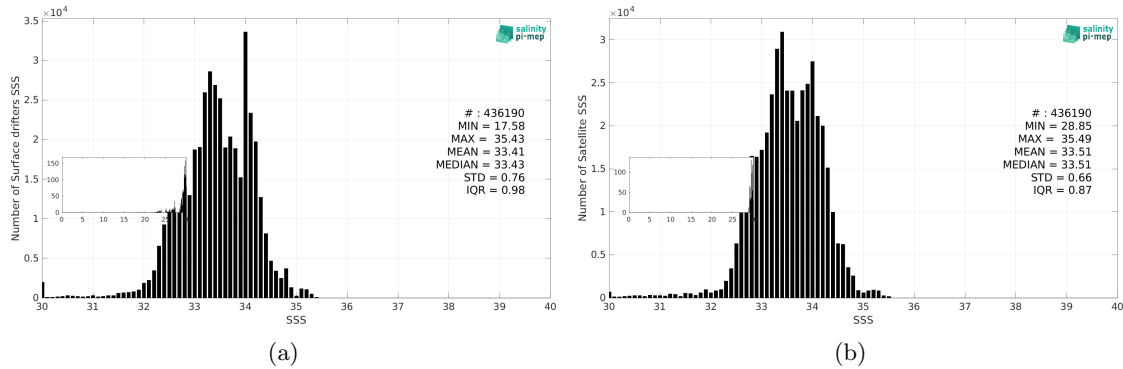 ×10⁴
3.5
3
2.5
2
1.5
1
0.5
0
Number of Surface drifters SSS
salinity
pi-mep
# : 436190
MIN = 17.58
MAX = 35.43
MEAN = 33.41
MEDIAN = 33.43
STD = 0.76
IQR = 0.98
150
100
50
0
0 5 10 15 20 25
30 31 32 33 34 35 36 37 38 39 40
SSS
(a)
×10⁴
3
2.5
2
1.5
1
0.5
0
Number of Satellite SSS
salinity
pi-mep
# : 436190
MIN = 28.85
MAX = 35.49
MEAN = 33.51
MEDIAN = 33.51
STD = 0.66
IQR = 0.87
100
50
0
0 5 10 15 20 25
30 31 32 33 34 35 36 37 38 39 40
SSS
(b)